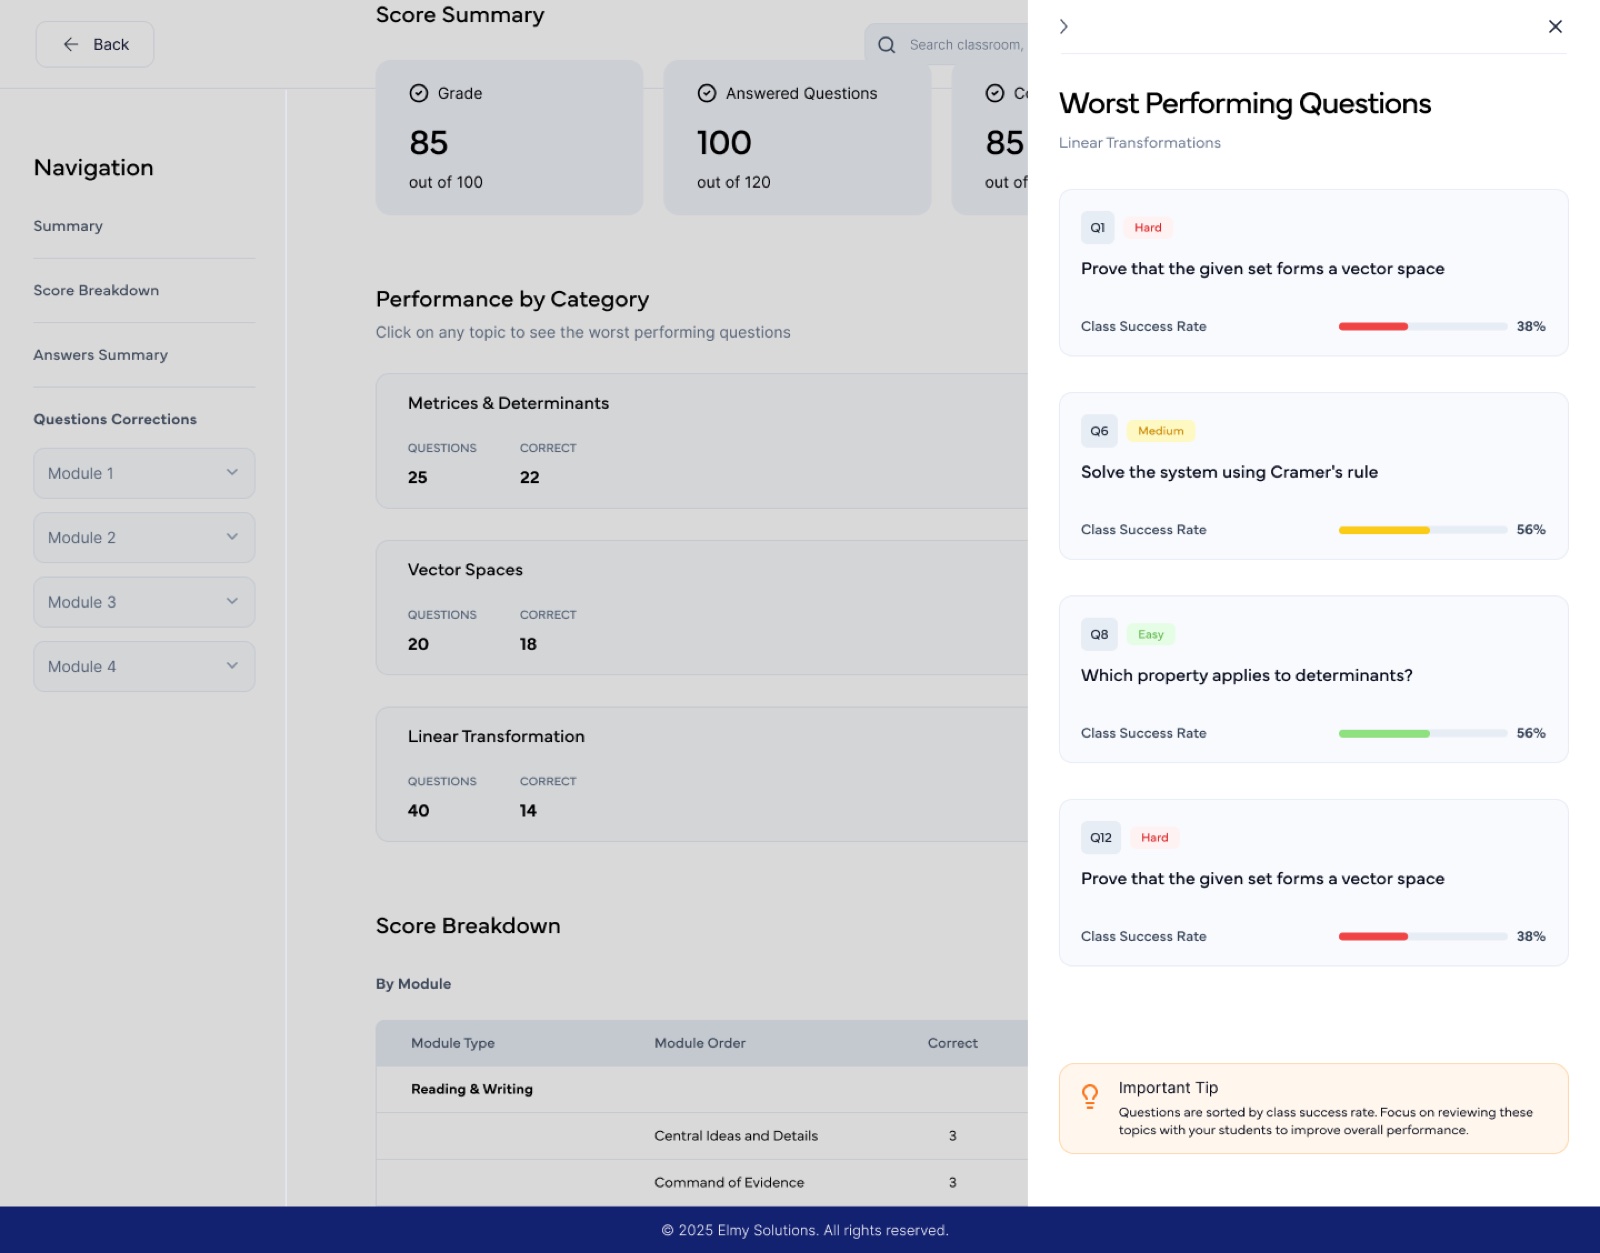 Back
Score Summary
Search classroom,
Grade
85
out of 100
Answered Questions
100
out of 120
85
out of
Navigation
Summary
Score Breakdown
Answers Summary
Questions Corrections
Module 1
Module 2
Module 3
Module 4
Performance by Category
Click on any topic to see the worst performing questions
Metrices & Determinants
QUESTIONS CORRECT
25 22
Vector Spaces
QUESTIONS CORRECT
20 18
Linear Transformation
QUESTIONS CORRECT
40 14
Score Breakdown
By Module
Module Type Module Order Correct
Reading & Writing
Central Ideas and Details 3
Command of Evidence 3
Worst Performing Questions
Linear Transformations
Q1 Hard
Prove that the given set forms a vector space
Class Success Rate 38%
Q6 Medium
Solve the system using Cramer's rule
Class Success Rate 56%
Q8 Easy
Which property applies to determinants?
Class Success Rate 56%
Q12 Hard
Prove that the given set forms a vector space
Class Success Rate 38%
Important Tip
Questions are sorted by class success rate. Focus on reviewing these
topics with your students to improve overall performance.
© 2025 Elmy Solutions. All rights reserved.